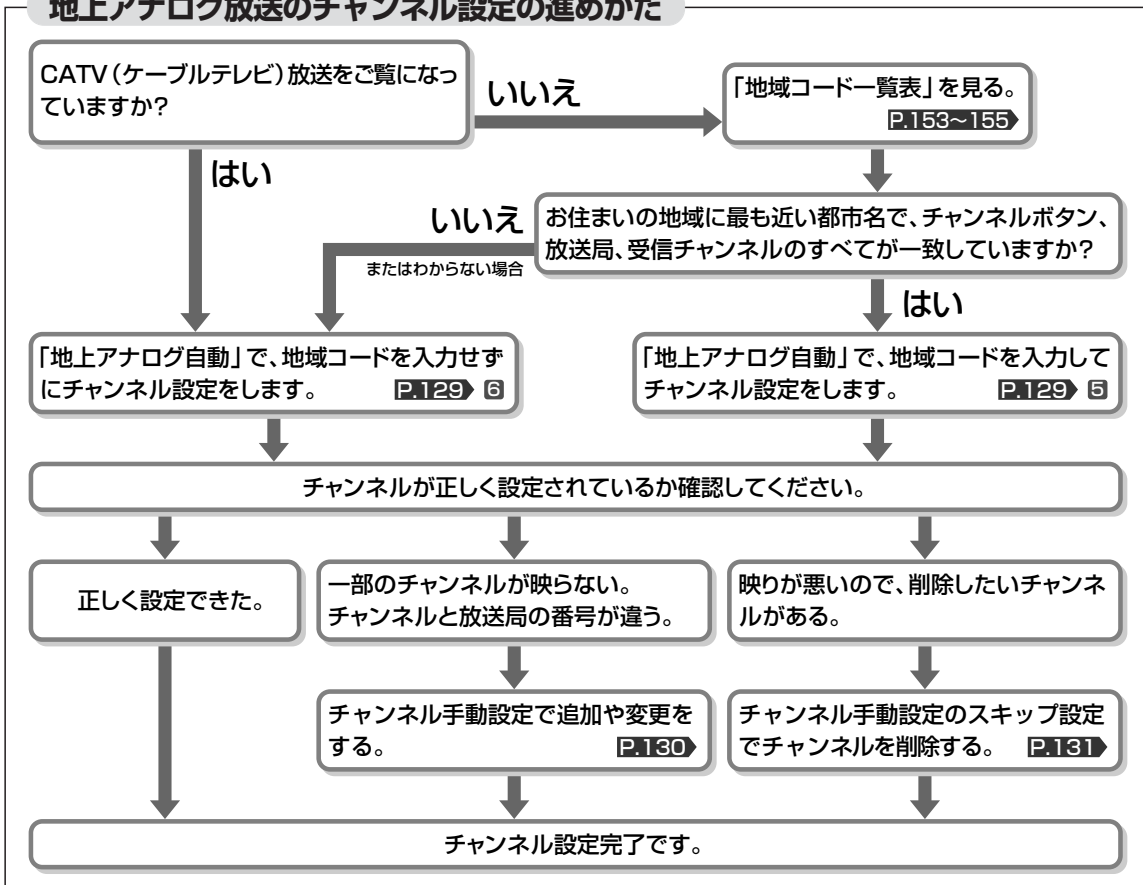 地上アナログ放送のチャンネル設定の進めかた
CATV（ケーブルテレビ）放送をご覧になっ
ていますか？
いいえ
「地域コード一覧表」を見る。
P.153～155
はい
いいえ
またはわからない場合
お住まいの地域に最も近い都市名で、チャンネルボタン、
放送局、受信チャンネルのすべてが一致していますか？
はい
「地上アナログ自動」で、地域コードを入力せず
にチャンネル設定をします。 P.129 6
「地上アナログ自動」で、地域コードを入力して
チャンネル設定をします。 P.129 5
チャンネルが正しく設定されているか確認してください。
正しく設定できた。
一部のチャンネルが映らない。
チャンネルと放送局の番号が違う。
映りが悪いので、削除したいチャンネ
ルがある。
チャンネル手動設定で追加や変更を
する。 P.130
チャンネル手動設定のスキップ設定
でチャンネルを削除する。 P.131
チャンネル設定完了です。